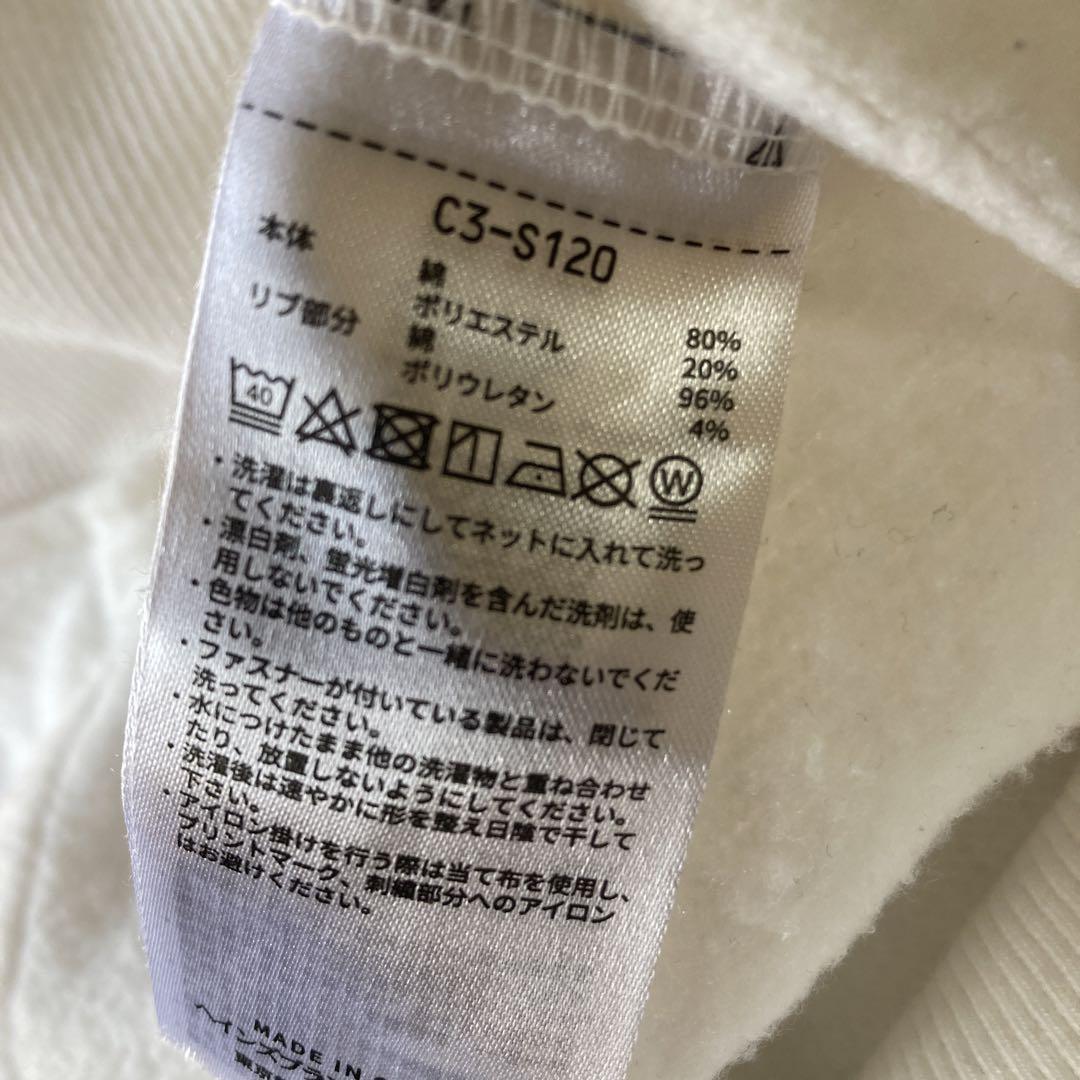 C3-S120
本体 綿 80%
ポリエステル 20%
リブ部分 綿 96%
ポリウレタン 4%
40
W
・洗濯は裏返しにしてネットに入れて洗っ
てください。
・漂白剤、蛍光増白剤を含んだ洗剤は、使
用しないでください。
・色物は他のものと一緒に洗わないでくだ
さい。
・ファスナーが付いている製品は、閉じて
洗ってください。
・水につけたまま他の洗濯物と重ね合わせ
たり、放置しないようにしてください。
・洗濯後は速やかに形を整え日陰で干して
下さい。
・アイロン掛けを行う際は当て布を使用し、
プリントマーク、刺繍部分へのアイロン
はお避けください。
MADE IN
ヘインズブラ
東京